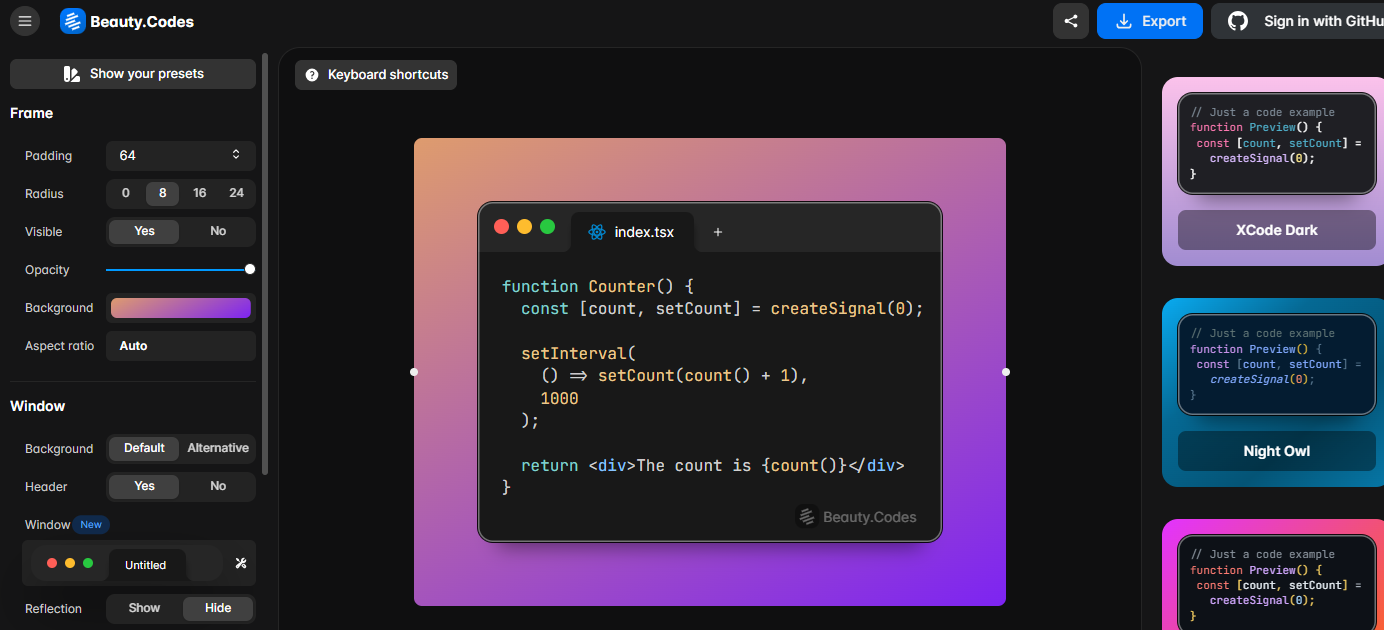 Beauty.Codes
Export
Sign in with GitHu
Show your presets
Keyboard shortcuts
Frame
Padding 64
Radius 0 8 16 24
Visible Yes No
Opacity
Background
Aspect ratio Auto
Window
Background Default Alternative
Header Yes No
Window New
Untitled
Reflection Show Hide
index.tsx +
function Counter() {
const [count, setCount] = createSignal(0);
setInterval(
() => setCount(count() + 1),
1000
);
return <div>The count is {count()}</div>
}
Beauty.Codes
// Just a code example
function Preview() {
const [count, setCount] =
createSignal(0);
}
XCode Dark
// Just a code example
function Preview() {
const [count, setCount] =
createSignal(0);
}
Night Owl
// Just a code example
function Preview() {
const [count, setCount] =
createSignal(0);
}